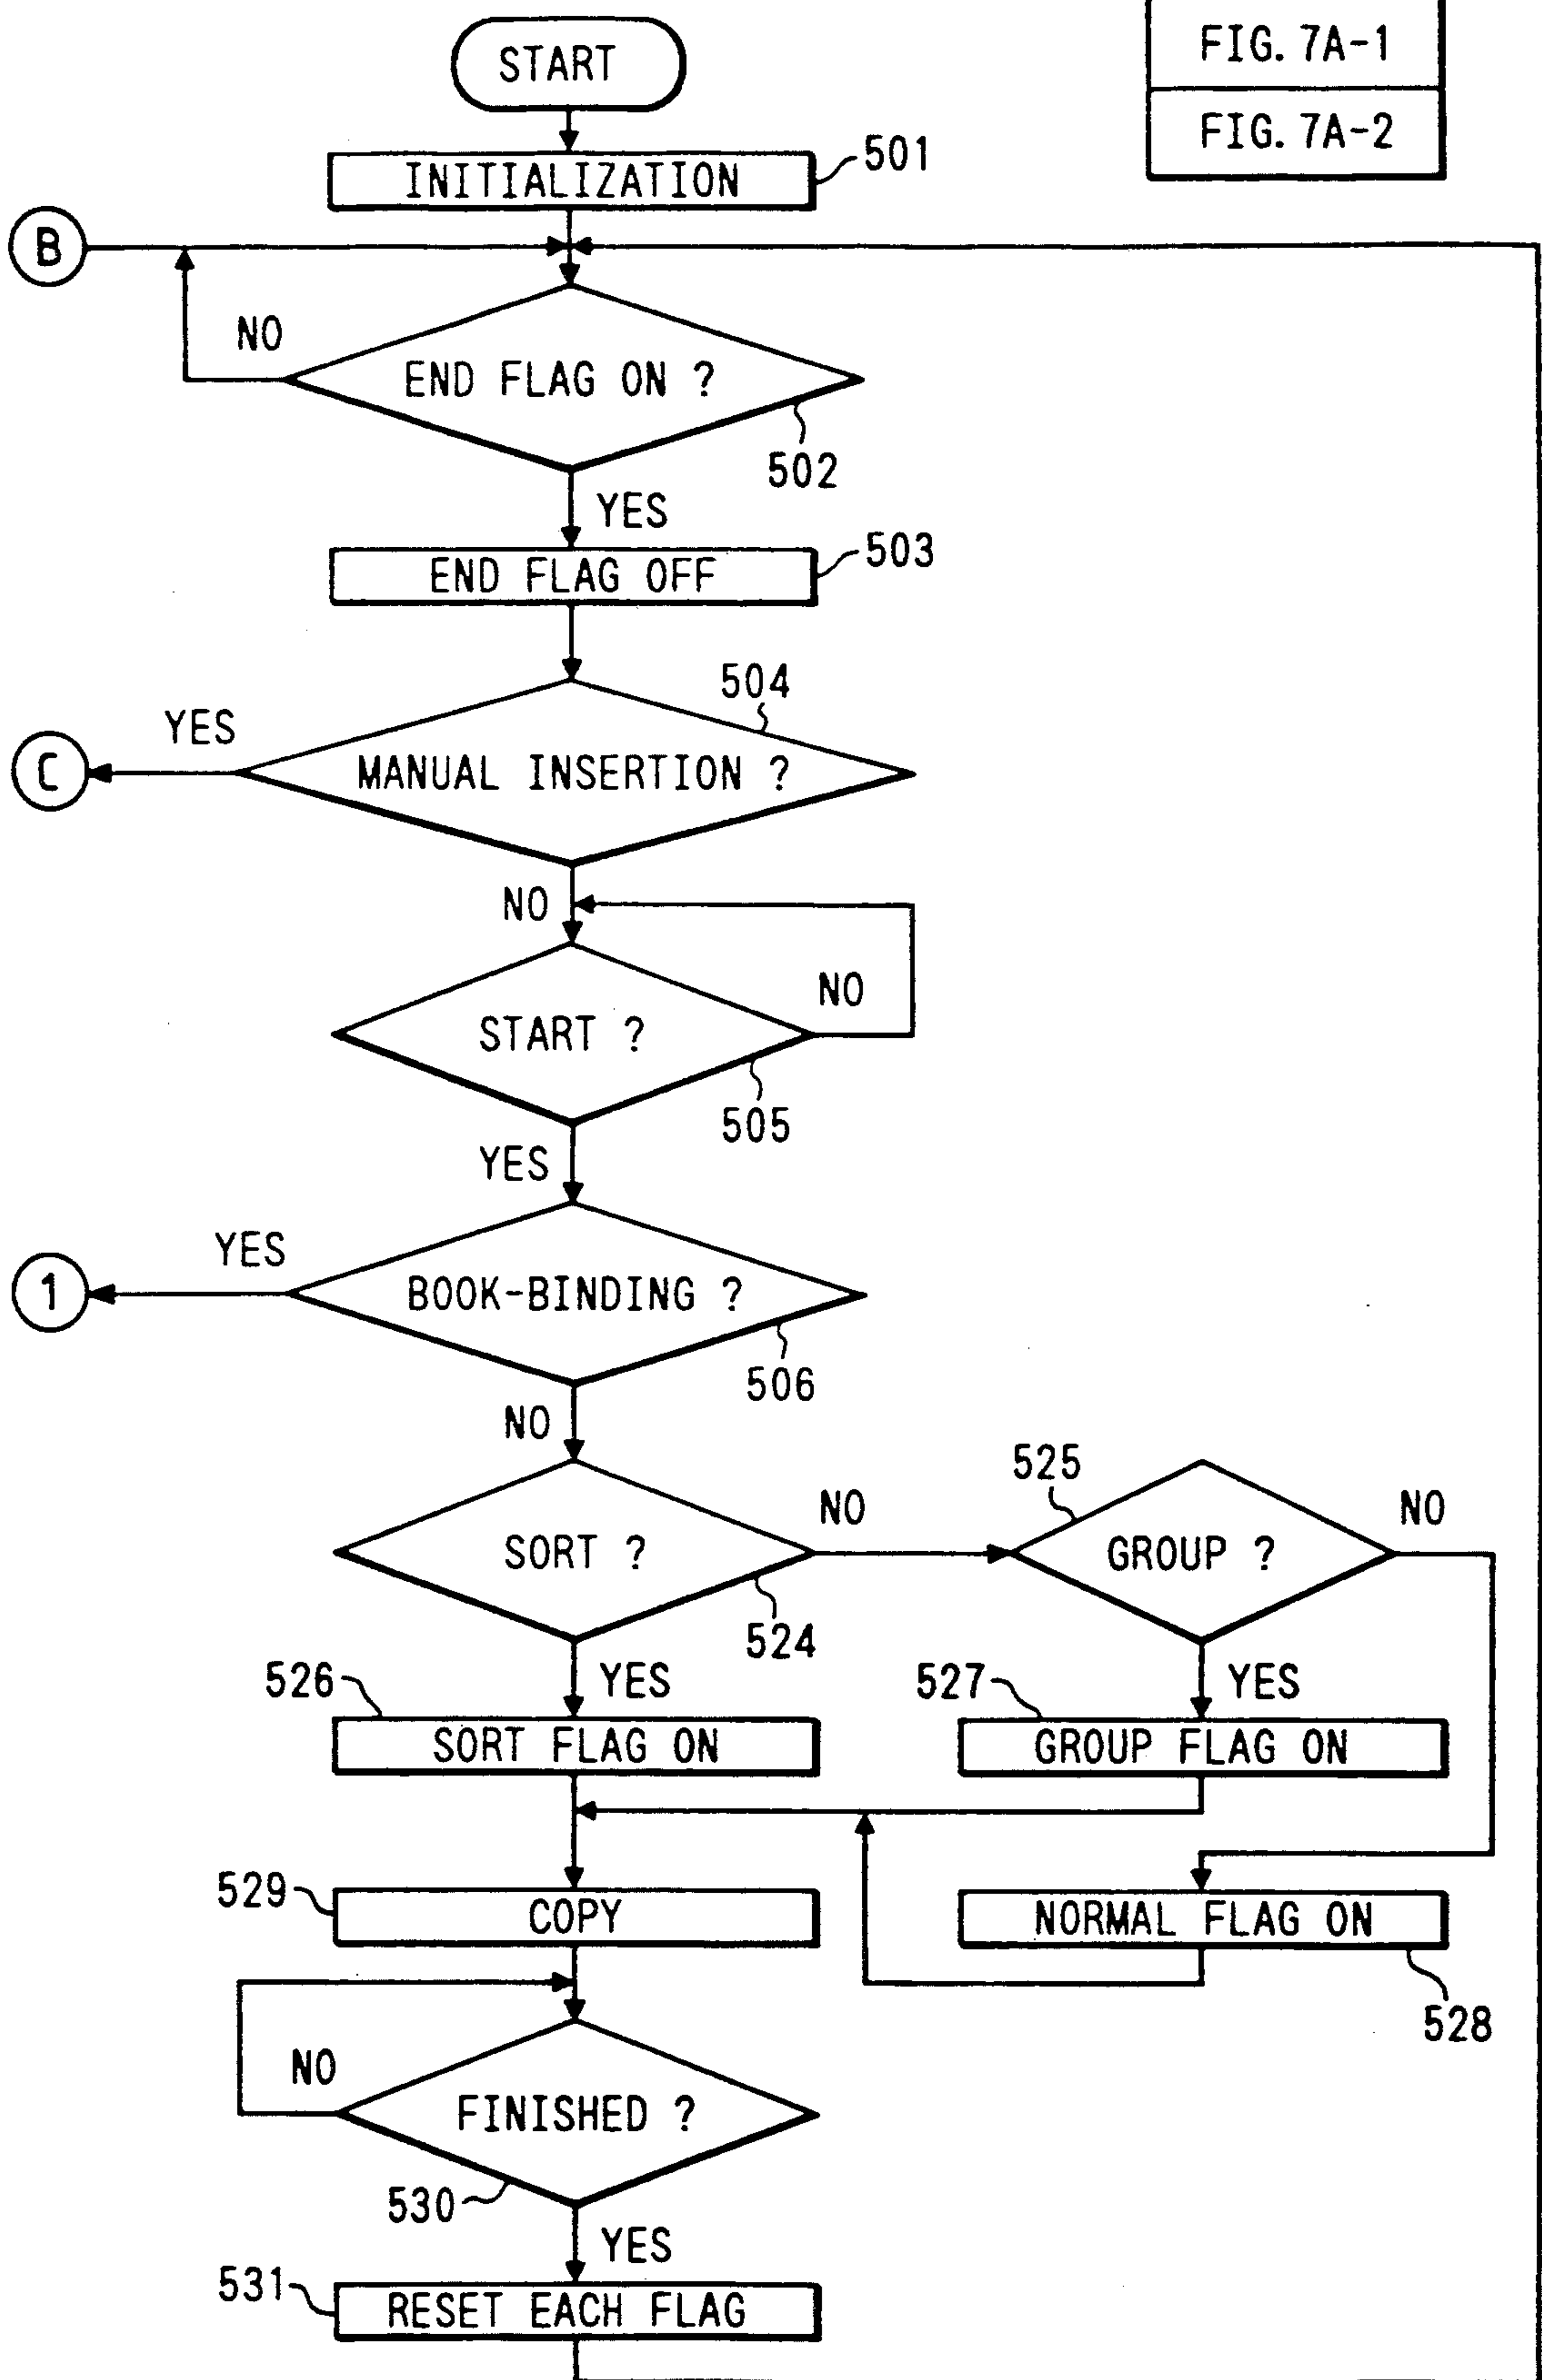 FIG. 7A-1
FIG. 7A-2
START
INITIALIZATION
501
B
NO
END FLAG ON ?
502
YES
END FLAG OFF
503
504
YES
C
MANUAL INSERTION ?
NO
NO
START ?
505
YES
YES
1
BOOK-BINDING ?
506
NO
525
NO
NO
SORT ?
GROUP ?
524
526
YES
527
YES
SORT FLAG ON
GROUP FLAG ON
529
COPY
NORMAL FLAG ON
528
NO
FINISHED ?
530
YES
531
RESET EACH FLAG